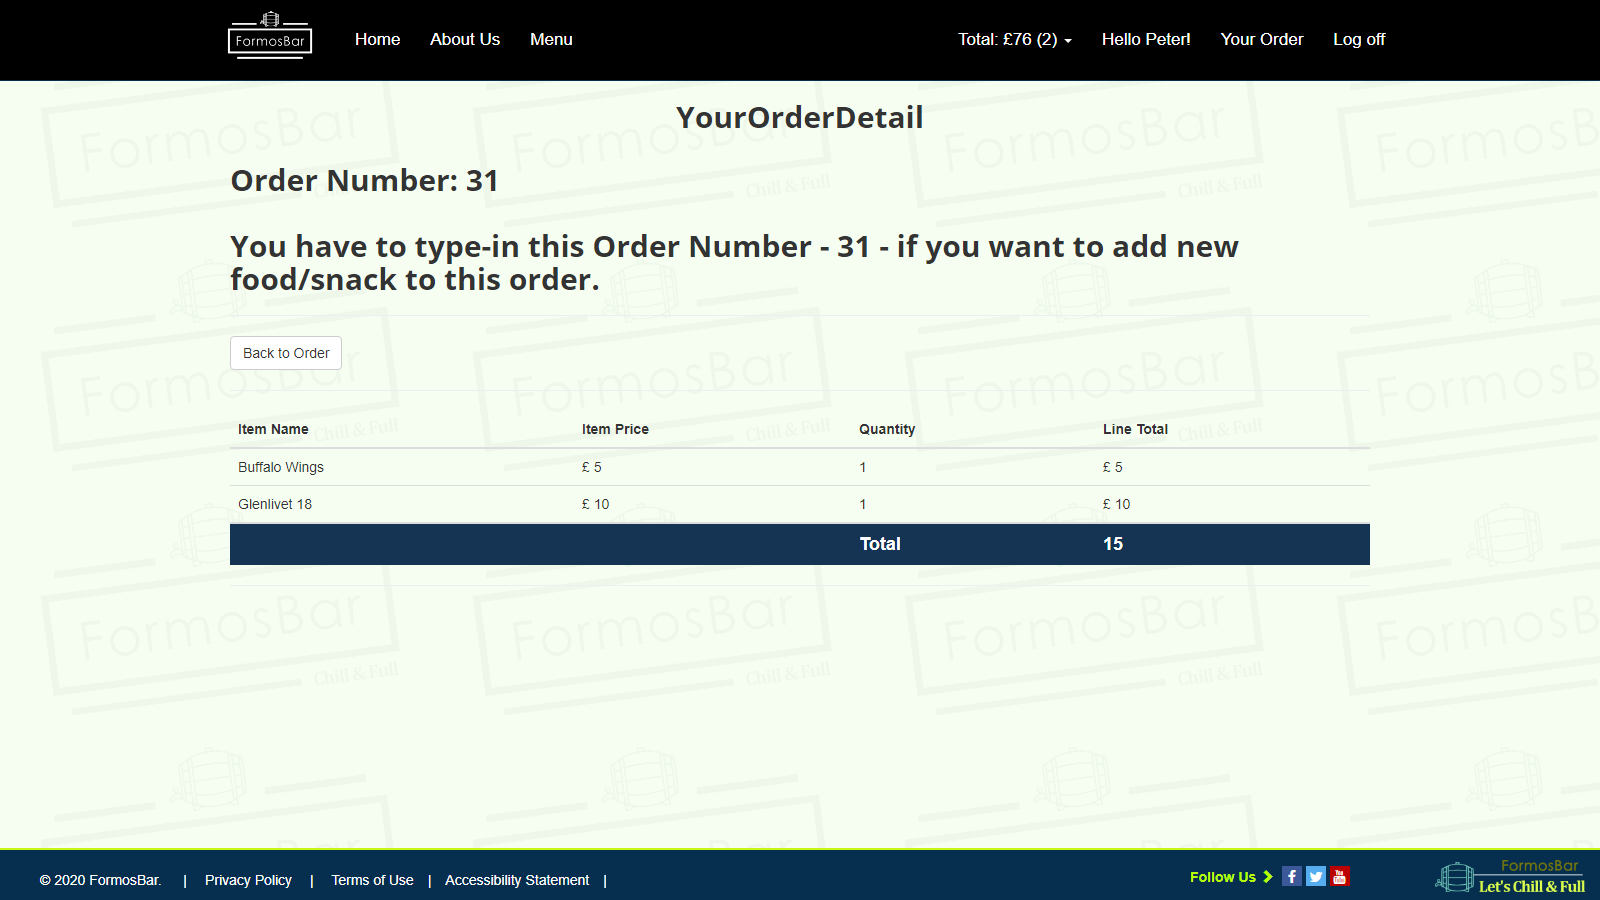 FormosBar
Home About Us Menu Total: £76 (2) Hello Peter! Your Order Log off
YourOrderDetail
Order Number: 31
You have to type-in this Order Number - 31 - if you want to add new
food/snack to this order.
Back to Order
Item Name Item Price Quantity Line Total
Buffalo Wings £ 5 1 £ 5
Glenlivet 18 £ 10 1 £ 10
Total 15
© 2020 FormosBar. | Privacy Policy | Terms of Use | Accessibility Statement |
Follow Us
You Tube
FormosBar
Let's Chill & Full